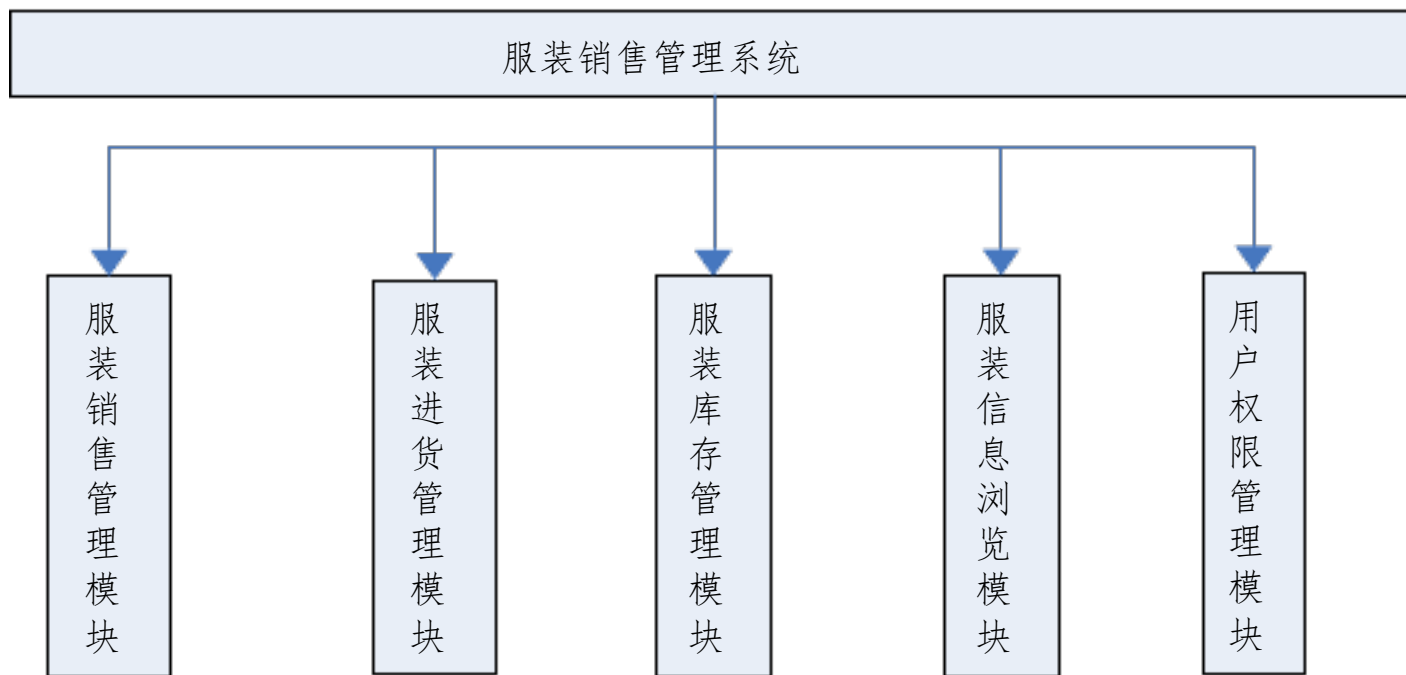 服装销售管理系统
服装销售管理模块
服装进货管理模块
服装库存管理模块
服装信息浏览模块
用户权限管理模块